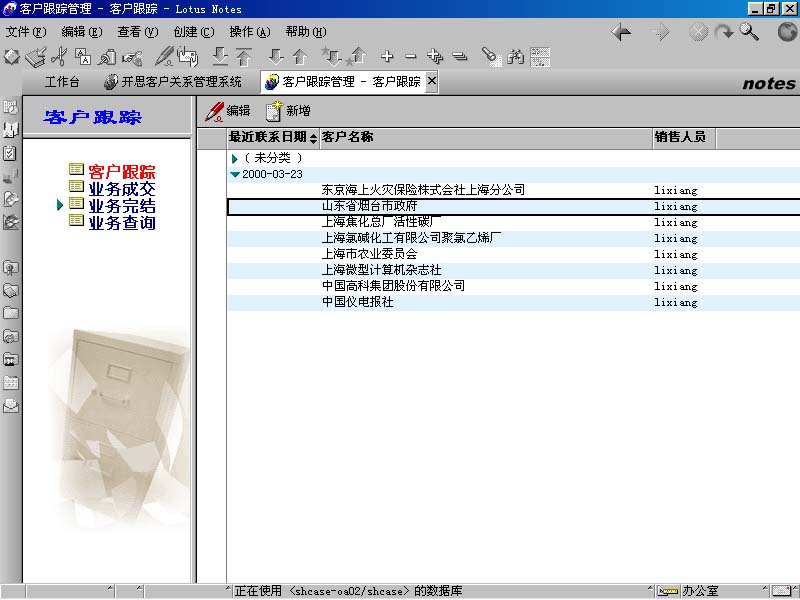 客户跟踪管理 - 客户跟踪 - Lotus Notes
文件(F) 编辑(E) 查看(V) 创建(C) 操作(A) 帮助(H)
工作台 开思客户关系管理系统 客户跟踪管理 - 客户跟踪 notes
客户跟踪
客户跟踪
业务成交
业务完结
业务查询
编辑 新增
最近联系日期 客户名称 销售人员
(未分类)
2000-03-23
东京海上火灾保险株式会社上海分公司 lixiang
山东省烟台市政府 lixiang
上海焦化总厂活性碳厂 lixiang
上海氯碱化工有限公司聚氯乙烯厂 lixiang
上海市农业委员会 lixiang
上海微型计算机杂志社 lixiang
中国高科集团股份有限公司 lixiang
中国仪电报社 lixiang
正在使用 <shcase-oa02/shcase> 的数据库 办公室